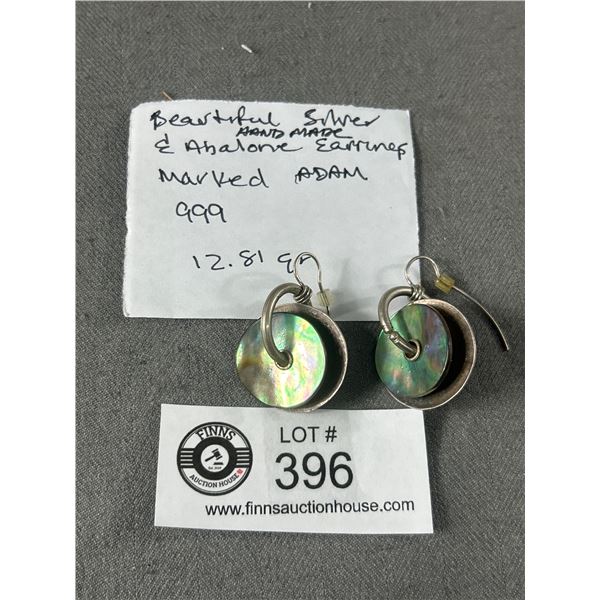 Beautiful Silver
HAND MADE
& Abalone Earrings
Marked ADAM
999
12.81 gr
FINNS
AUCTION HOUSE
LOT #
396
www.finnsauctionhouse.com